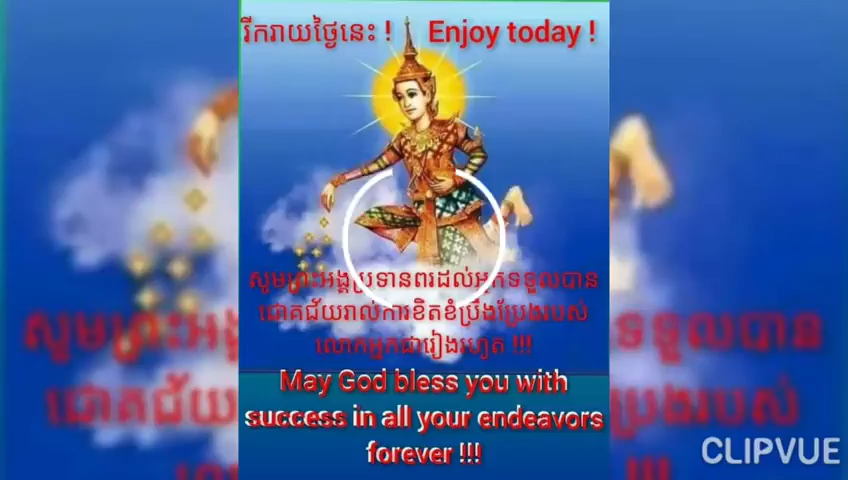 រីករាយថ្ងៃនេះ ! Enjoy today !
សូមព្រះអង្គប្រទានពរដល់អ្នកទទួលបាន
ជោគជ័យរាល់ការខិតខំប្រឹងប្រែងរបស់
លោកអ្នកជារៀងរហូត !!!
May God bless you with
success in all your endeavors
forever !!!
CLIPVUE